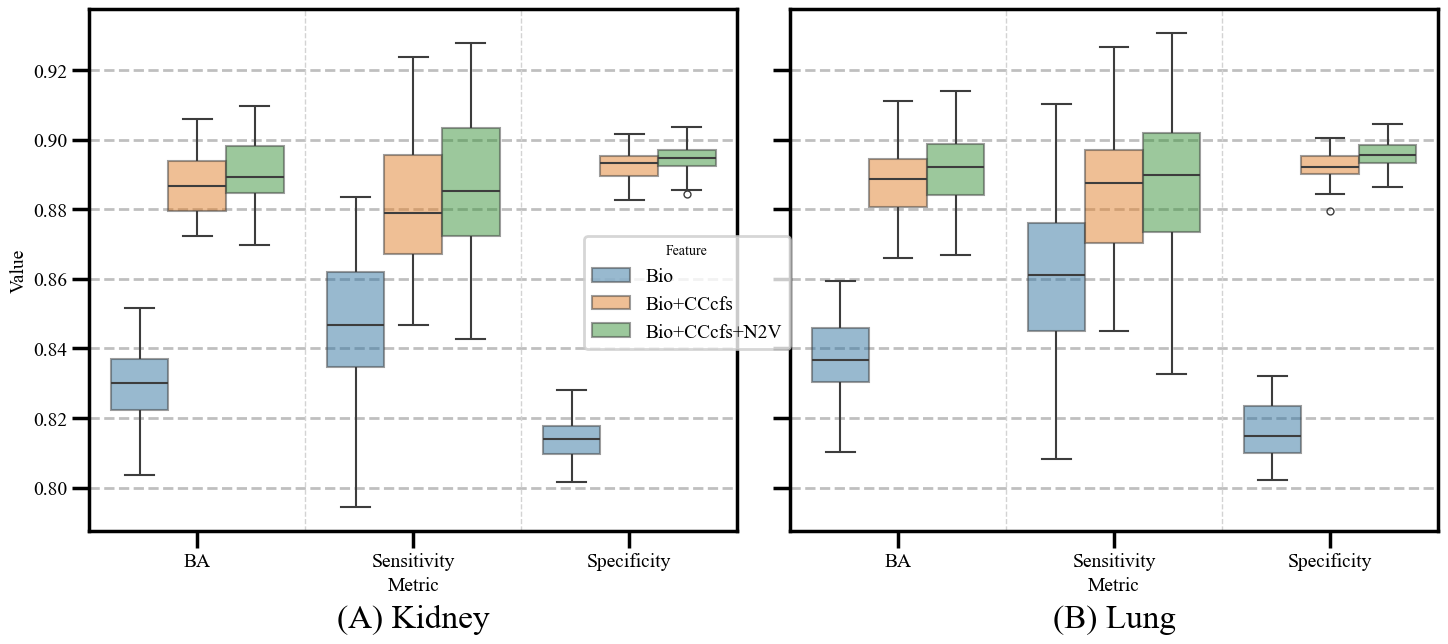 Value
0.92
0.90
0.88
0.86
0.84
0.82
0.80
Feature
Bio
Bio+CCcfs
Bio+CCcfs+N2V
BA
Sensitivity
Specificity
Metric
(A) Kidney
BA
Sensitivity
Specificity
Metric
(B) Lung